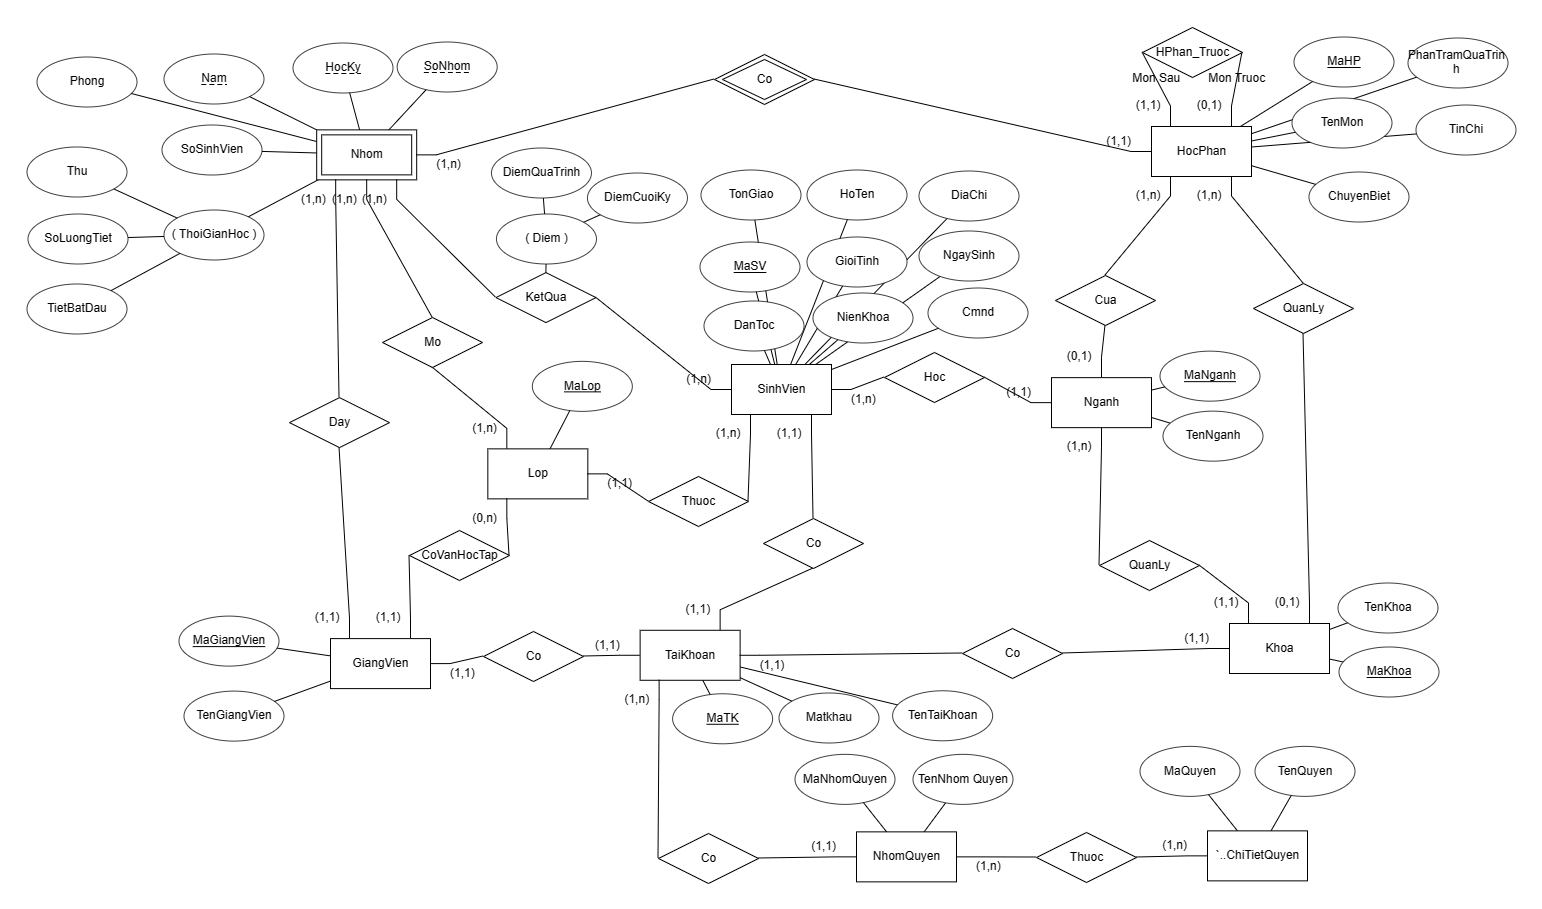 HPhan_Truoc
Mon Sau
Mon Truoc
(1,1)
(0,1)
MaHP
PhanTramQuaTrin
h
TenMon
TinChi
ChuyenBiet
HocPhan
(1,1)
(1,n)
(1,n)
Co
Phong
Nam
HocKy
SoNhom
SoSinhVien
Nhom
(1,n)
Thu
SoLuongTiet
TietBatDau
( ThoiGianHoc )
(1,n)
(1,n)
(1,n)
DiemQuaTrinh
DiemCuoiKy
( Diem )
KetQua
(1,n)
TonGiao
HoTen
DiaChi
MaSV
GioiTinh
NgaySinh
DanToc
NienKhoa
Cmnd
SinhVien
(1,n)
Hoc
(1,1)
(1,n)
(1,1)
Cua
(0,1)
QuanLy
MaNganh
TenNganh
Nganh
(1,n)
Mo
(1,n)
MaLop
Lop
(1,1)
Thuoc
(0,n)
CoVanHocTap
Day
(1,1)
(1,1)
Co
(1,1)
QuanLy
(1,1)
(0,1)
MaGiangVien
TenGiangVien
GiangVien
(1,1)
Co
(1,1)
TaiKhoan
(1,1)
(1,n)
MaTK
Matkhau
TenTaiKhoan
Co
(1,1)
Khoa
TenKhoa
MaKhoa
MaNhomQuyen
TenNhom Quyen
MaQuyen
TenQuyen
Co
(1,1)
NhomQuyen
(1,n)
Thuoc
(1,n)
`..ChiTietQuyen